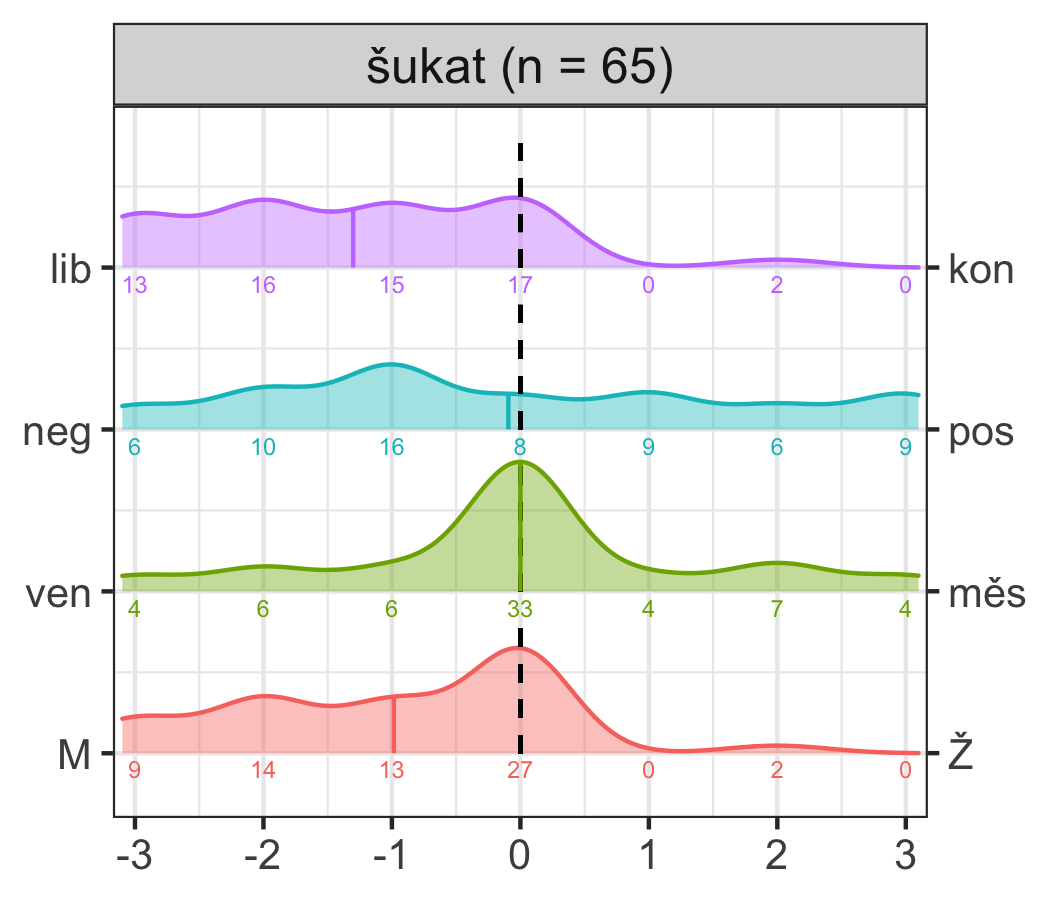 šukat (n = 65)
lib kon
13 16 15 17 0 2 0
neg pos
6 10 16 8 9 6 9
ven měs
4 6 6 33 4 7 4
M Ž
9 14 13 27 0 2 0
-3 -2 -1 0 1 2 3